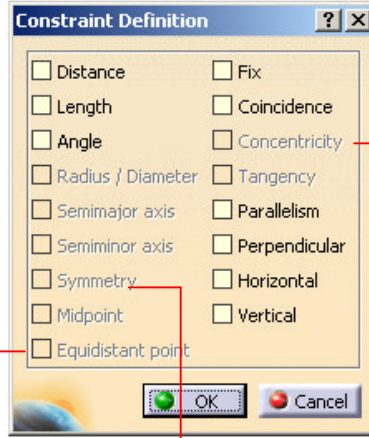 Constraint Definition ? X
Distance
Length
Angle
Radius / Diameter
Semimajor axis
Semiminor axis
Symmetry
Midpoint
Equidistant point
Fix
Coincidence
Concentricity
Tangency
Parallelism
Perpendicular
Horizontal
Vertical
OK Cancel